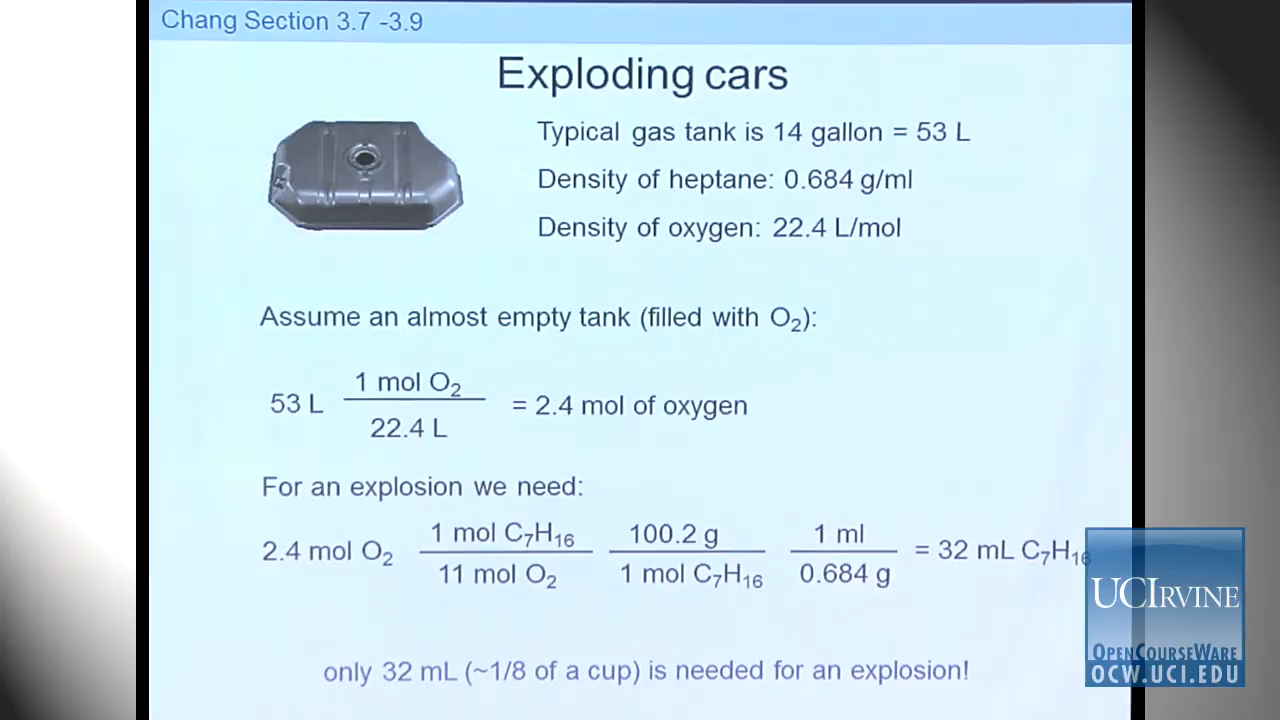 Chang Section 3.7 -3.9
Exploding cars
Typical gas tank is 14 gallon = 53 L
Density of heptane: 0.684 g/ml
Density of oxygen: 22.4 L/mol
Assume an almost empty tank (filled with O₂):
53 L 1 mol O₂ / 22.4 L = 2.4 mol of oxygen
For an explosion we need:
2.4 mol O₂ 1 mol C₇H₁₆ / 11 mol O₂ 100.2 g / 1 mol C₇H₁₆ 1 ml / 0.684 g = 32 mL C₇H₁₆
only 32 mL (~1/8 of a cup) is needed for an explosion!
UCIRVINE
OPENCOURSEWARE
OCW.UCI.EDU